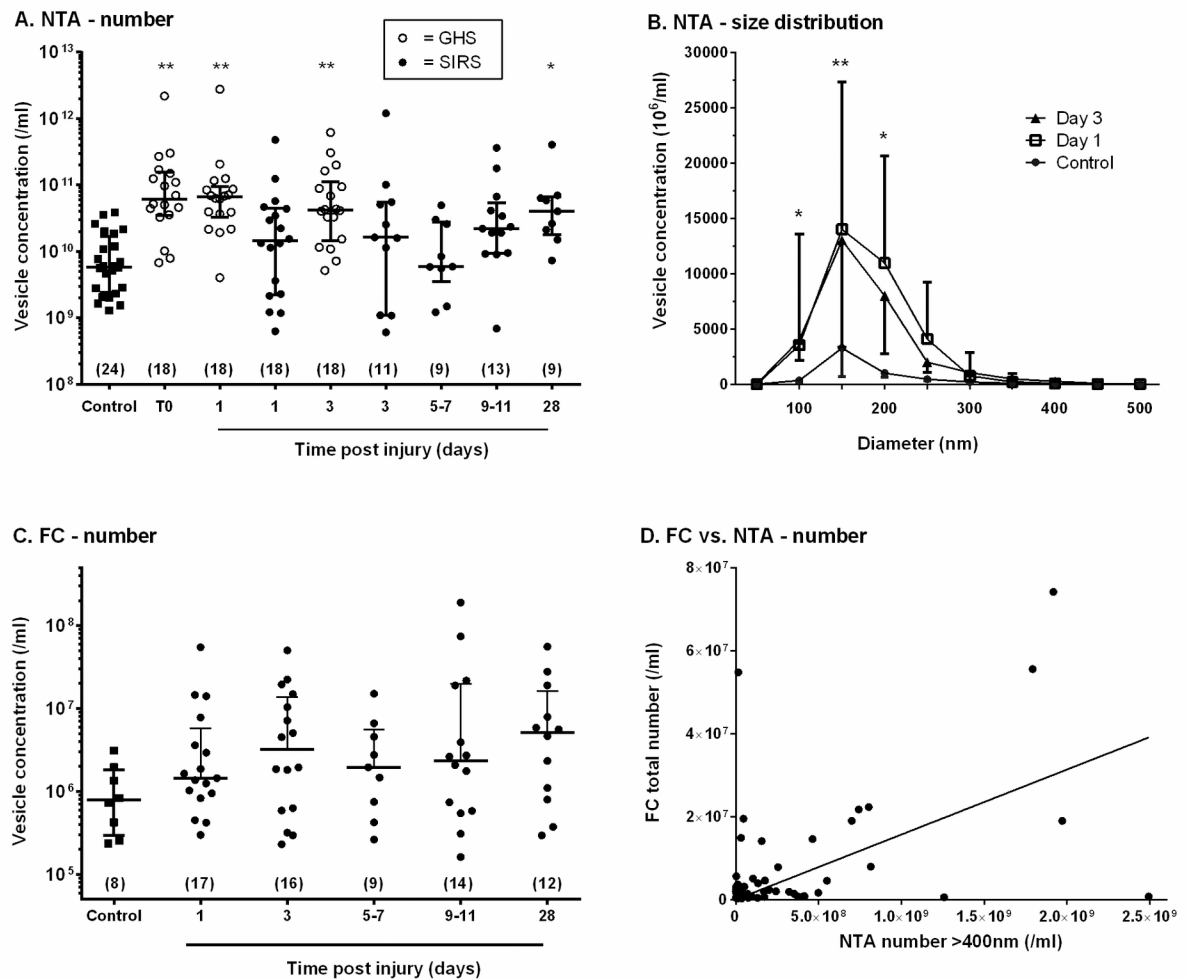 A. NTA - number
= GHS
= SIRS
Vesicle concentration (/ml)
10^13
10^12
10^11
10^10
10^9
10^8
** ** ** *
(24) (18) (18) (18) (18) (11) (9) (13) (9)
Control T0 1 1 3 3 5-7 9-11 28
Time post injury (days)
B. NTA - size distribution
Vesicle concentration (10^6/ml)
30000
25000
20000
15000
10000
5000
0
* ** *
Day 3
Day 1
Control
100 200 300 400 500
Diameter (nm)
C. FC - number
Vesicle concentration (/ml)
10^8
10^7
10^6
10^5
(8) (17) (16) (9) (14) (12)
Control 1 3 5-7 9-11 28
Time post injury (days)
D. FC vs. NTA - number
FC total number (/ml)
8×10^7
6×10^7
4×10^7
2×10^7
0
0 5.0×10^8 1.0×10^9 1.5×10^9 2.0×10^9 2.5×10^9
NTA number >400nm (/ml)